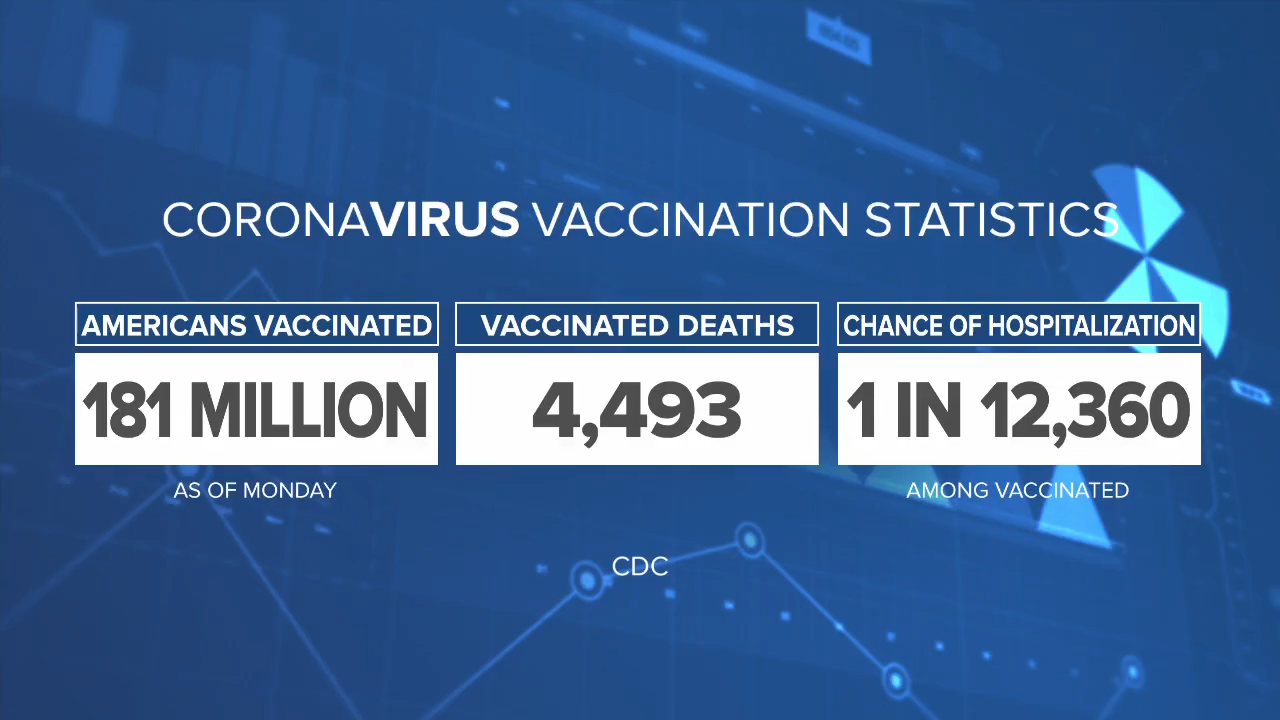 CORONAVIRUS VACCINATION STATISTICS
AMERICANS VACCINATED
181 MILLION
AS OF MONDAY
VACCINATED DEATHS
4,493
CHANCE OF HOSPITALIZATION
1 IN 12,360
AMONG VACCINATED
CDC